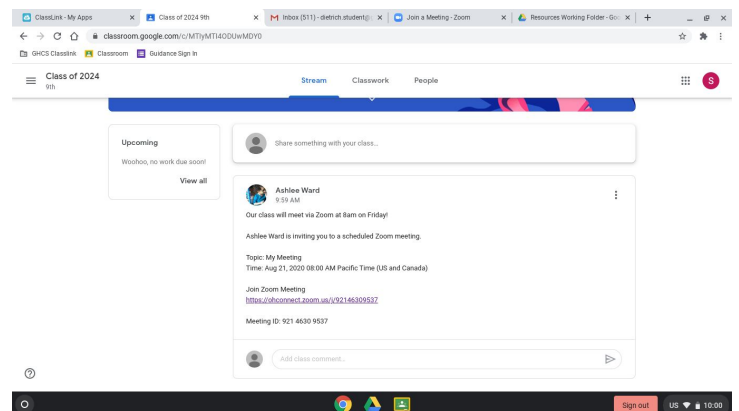 ClassLink - My Apps
Class of 2024 9th
Inbox (511) - dietrich.student@
Join a Meeting - Zoom
Resources Working Folder - Goo
classroom.google.com/c/MTIyMTI4ODUwMDY0
GHCS Classlink
Classroom
Guidance Sign In
Class of 2024
9th
Stream
Classwork
People
S
Upcoming
Woohoo, no work due soon!
View all
Share something with your class…
Ashlee Ward
9:59 AM
Our class will meet via Zoom at 8am on Friday!
Ashlee Ward is inviting you to a scheduled Zoom meeting.
Topic: My Meeting
Time: Aug 21, 2020 08:00 AM Pacific Time (US and Canada)
Join Zoom Meeting
https://ohconnect.zoom.us/j/92146309537
Meeting ID: 921 4630 9537
Add class comment…
Sign out
US
10:00